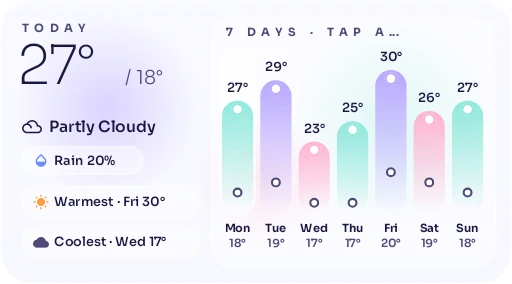 TODAY
27° / 18°
Partly Cloudy
Rain 20%
Warmest · Fri 30°
Coolest · Wed 17°
7 DAYS · TAP A...
27° 29° 23° 25° 30° 26° 27°
Mon Tue Wed Thu Fri Sat Sun
18° 19° 17° 17° 20° 19° 18°